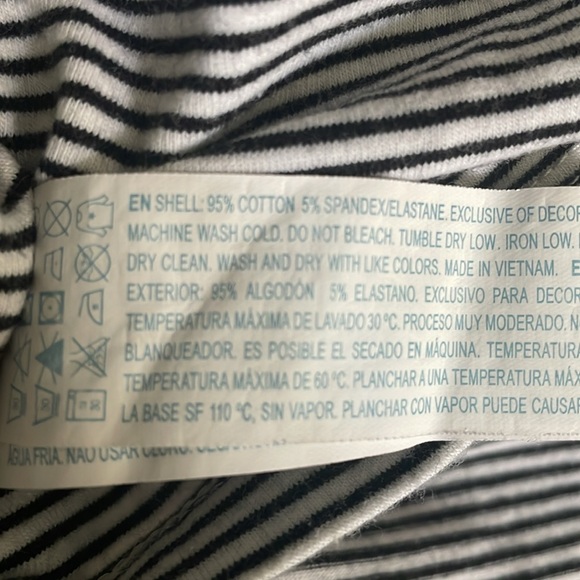 EN SHELL: 95% COTTON 5% SPANDEX/ELASTANE. EXCLUSIVE OF DECOR
MACHINE WASH COLD. DO NOT BLEACH. TUMBLE DRY LOW. IRON LOW.
DRY CLEAN. WASH AND DRY WITH LIKE COLORS. MADE IN VIETNAM. E
EXTERIOR: 95% ALGODÓN 5% ELASTANO. EXCLUSIVO PARA DECOR
TEMPERATURA MÁXIMA DE LAVADO 30 ºC. PROCESO MUY MODERADO. N
BLANQUEADOR. ES POSIBLE EL SECADO EN MÁQUINA. TEMPERATURA
TEMPERATURA MÁXIMA DE 60 ºC. PLANCHAR A UNA TEMPERATURA MÁX
LA BASE SF 110 ºC, SIN VAPOR. PLANCHAR CON VAPOR PUEDE CAUSAR
ÁGUA FRIA. NÃO USAR CLORO.